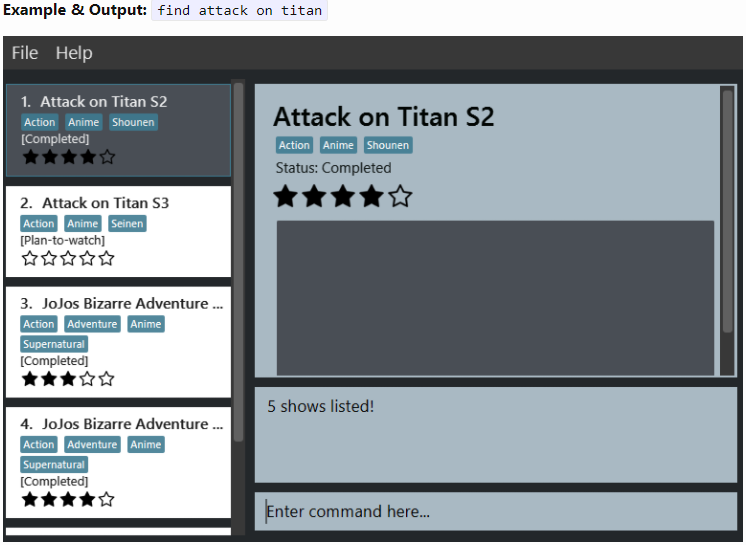 Example & Output: find attack on titan
File Help
1. Attack on Titan S2
Action Anime Shounen
[Completed]
2. Attack on Titan S3
Action Anime Seinen
[Plan-to-watch]
3. JoJos Bizarre Adventure ...
Action Adventure Anime
Supernatural
[Completed]
4. JoJos Bizarre Adventure ...
Action Adventure Anime
Supernatural
[Completed]
Attack on Titan S2
Action Anime Shounen
Status: Completed
5 shows listed!
Enter command here...